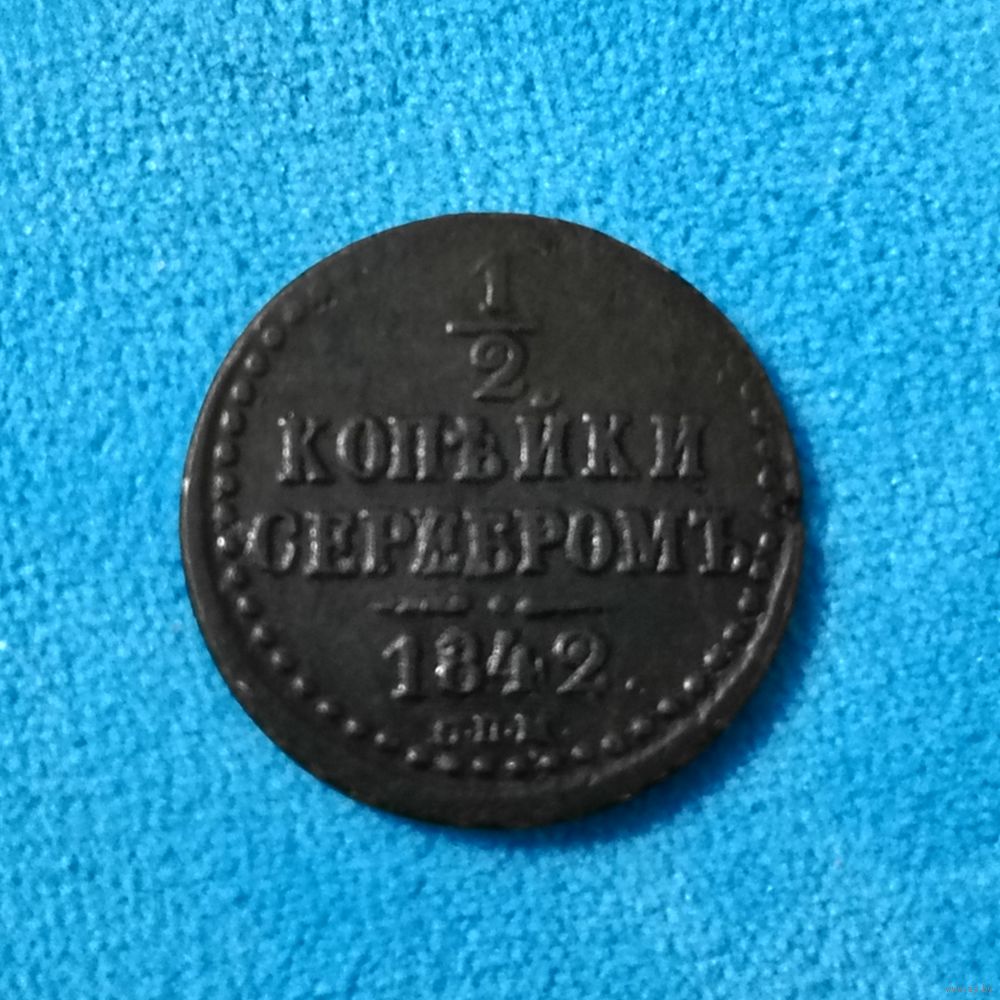 1/2.
КОПѢЙКИ
СЕРЕБРОМЪ.
1842.
С.П.М.